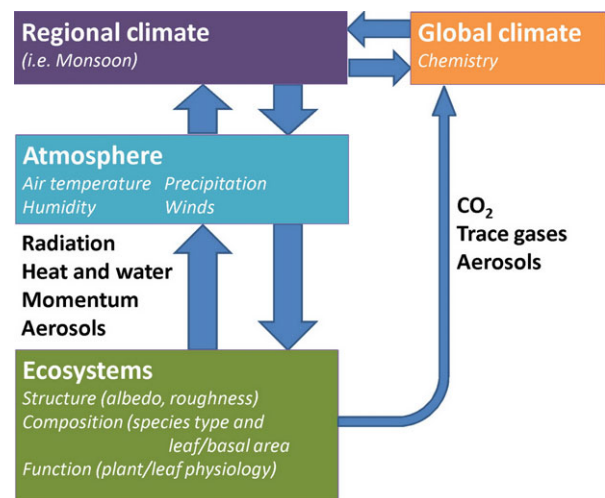 Regional climate
(i.e. Monsoon)
Global climate
Chemistry
Atmosphere
Air temperature Precipitation
Humidity Winds
Radiation
Heat and water
Momentum
Aerosols
CO₂
Trace gases
Aerosols
Ecosystems
Structure (albedo, roughness)
Composition (species type and
leaf/basal area
Function (plant/leaf physiology)